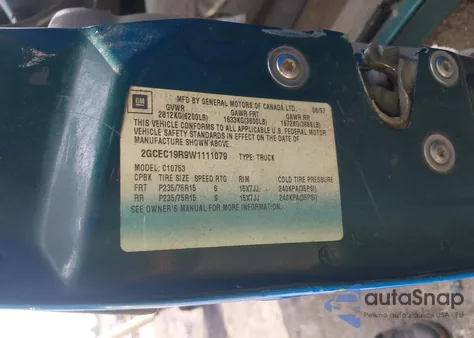 GM
MFD BY GENERAL MOTORS OF CANADA LTD. 08/97
GVWR GAWR FRT GAWR RR
2812KG(6200LB) 1633KG(3600LB) 1672KG(3686LB)
THIS VEHICLE CONFORMS TO ALL APPLICABLE U.S. FEDERAL MOTOR
VEHICLE SAFETY STANDARDS IN EFFECT ON THE DATE OF
MANUFACTURE SHOWN ABOVE.
2GCEC19R9W1111079 TYPE: TRUCK
MODEL: C10753
CPBK TIRE SIZE SPEED RTG RIM COLD TIRE PRESSURE
FRT P235/75R15 S 15X7JJ 240KPA(35PSI)
RR P235/75R15 S 15X7JJ 240KPA(35PSI)
SEE OWNER'S MANUAL FOR MORE INFORMATION.
autoSnap